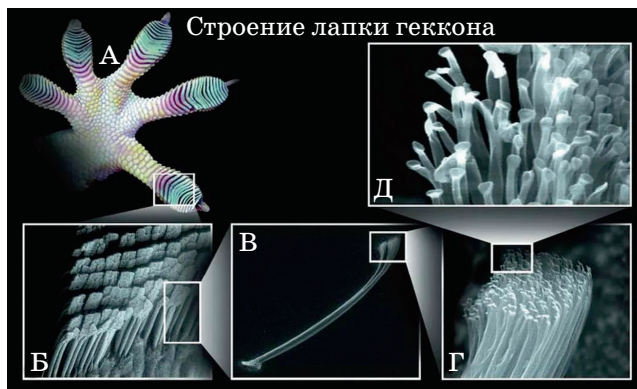 Строение лапки геккона
А
Д
Б
В
Г